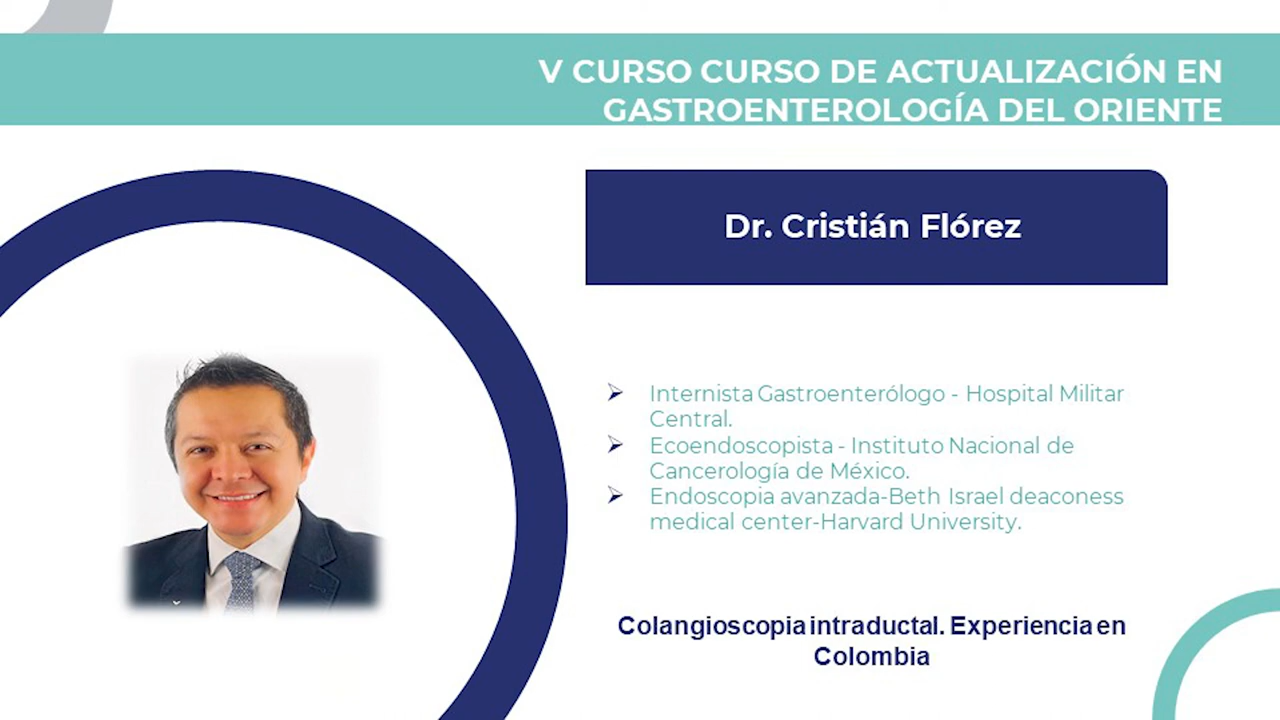 V CURSO CURSO DE ACTUALIZACIÓN EN
GASTROENTEROLOGÍA DEL ORIENTE
Dr. Cristián Flórez
➢ Internista Gastroenterólogo - Hospital Militar
Central.
➢ Ecoendoscopista - Instituto Nacional de
Cancerología de México.
➢ Endoscopia avanzada-Beth Israel deaconess
medical center-Harvard University.
Colangioscopia intraductal. Experiencia en
Colombia